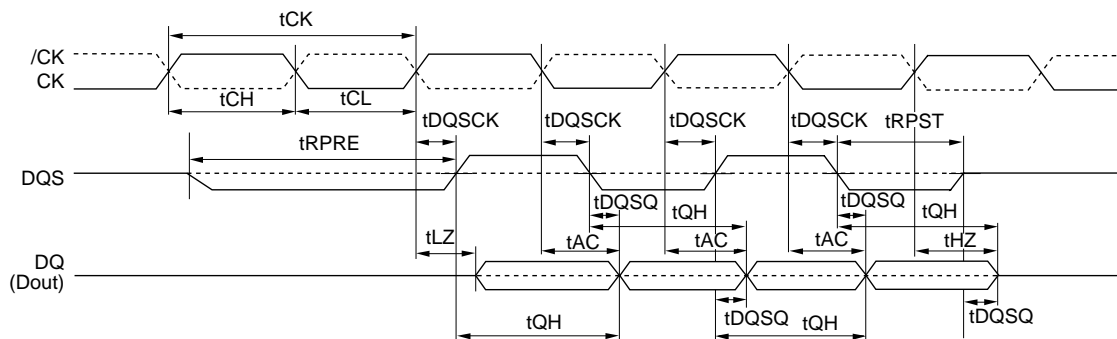 tCK
/CK
CK
tCH tCL
tDQSCK tDQSCK tDQSCK tDQSCK
tRPST
tRPRE
DQS
tDQSQ tQH tDQSQ tQH
tLZ tAC tAC tAC tHZ
DQ
(Dout)
tDQSQ tDQSQ
tQH tQH